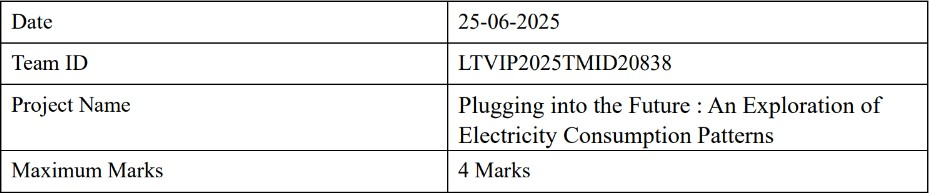 Date 25-06-2025
Team ID LTVIP2025TMID20838
Project Name Plugging into the Future : An Exploration of
Electricity Consumption Patterns
Maximum Marks 4 Marks